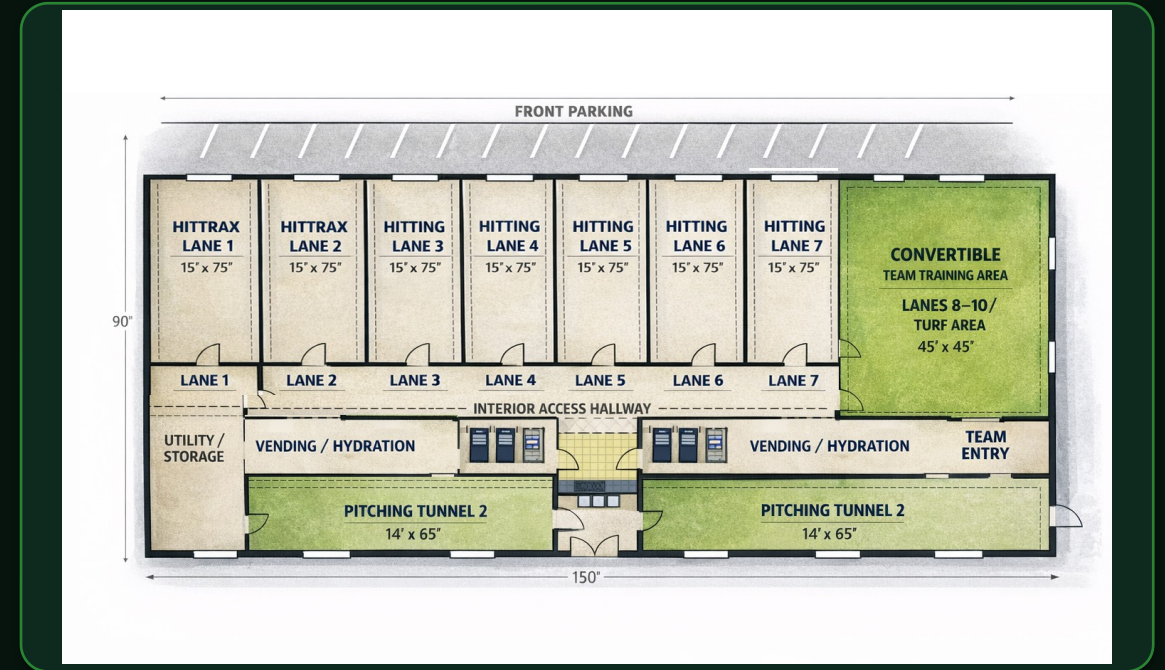 FRONT PARKING
90"
HITTRAX
LANE 1
15" x 75"
HITTRAX
LANE 2
15" x 75"
HITTING
LANE 3
15" x 75"
HITTING
LANE 4
15" x 75"
HITTING
LANE 5
15" x 75"
HITTING
LANE 6
15" x 75"
HITTING
LANE 7
15" x 75"
CONVERTIBLE
TEAM TRAINING AREA
LANES 8–10/
TURF AREA
45' x 45"
LANE 1
LANE 2
LANE 3
LANE 4
LANE 5
LANE 6
LANE 7
INTERIOR ACCESS HALLWAY
UTILITY /
STORAGE
VENDING / HYDRATION
VENDING / HYDRATION
TEAM
ENTRY
PITCHING TUNNEL 2
14' x 65"
PITCHING TUNNEL 2
14' x 65"
150"